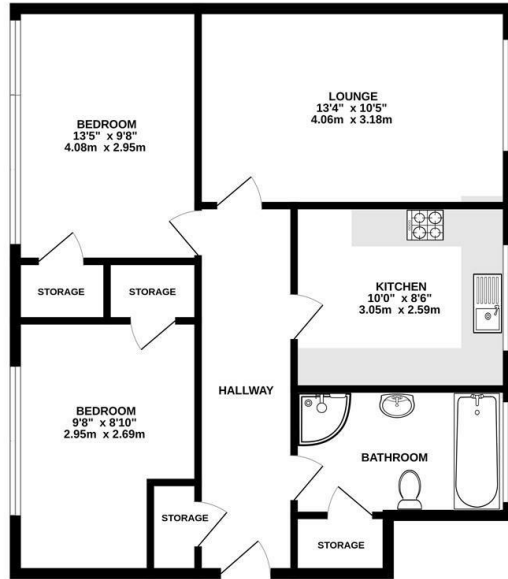 LOUNGE
13'4" x 10'5"
4.06m x 3.18m
BEDROOM
13'5" x 9'8"
4.08m x 2.95m
STORAGE
STORAGE
KITCHEN
10'0" x 8'6"
3.05m x 2.59m
HALLWAY
BEDROOM
9'8" x 8'10"
2.95m x 2.69m
BATHROOM
STORAGE
STORAGE